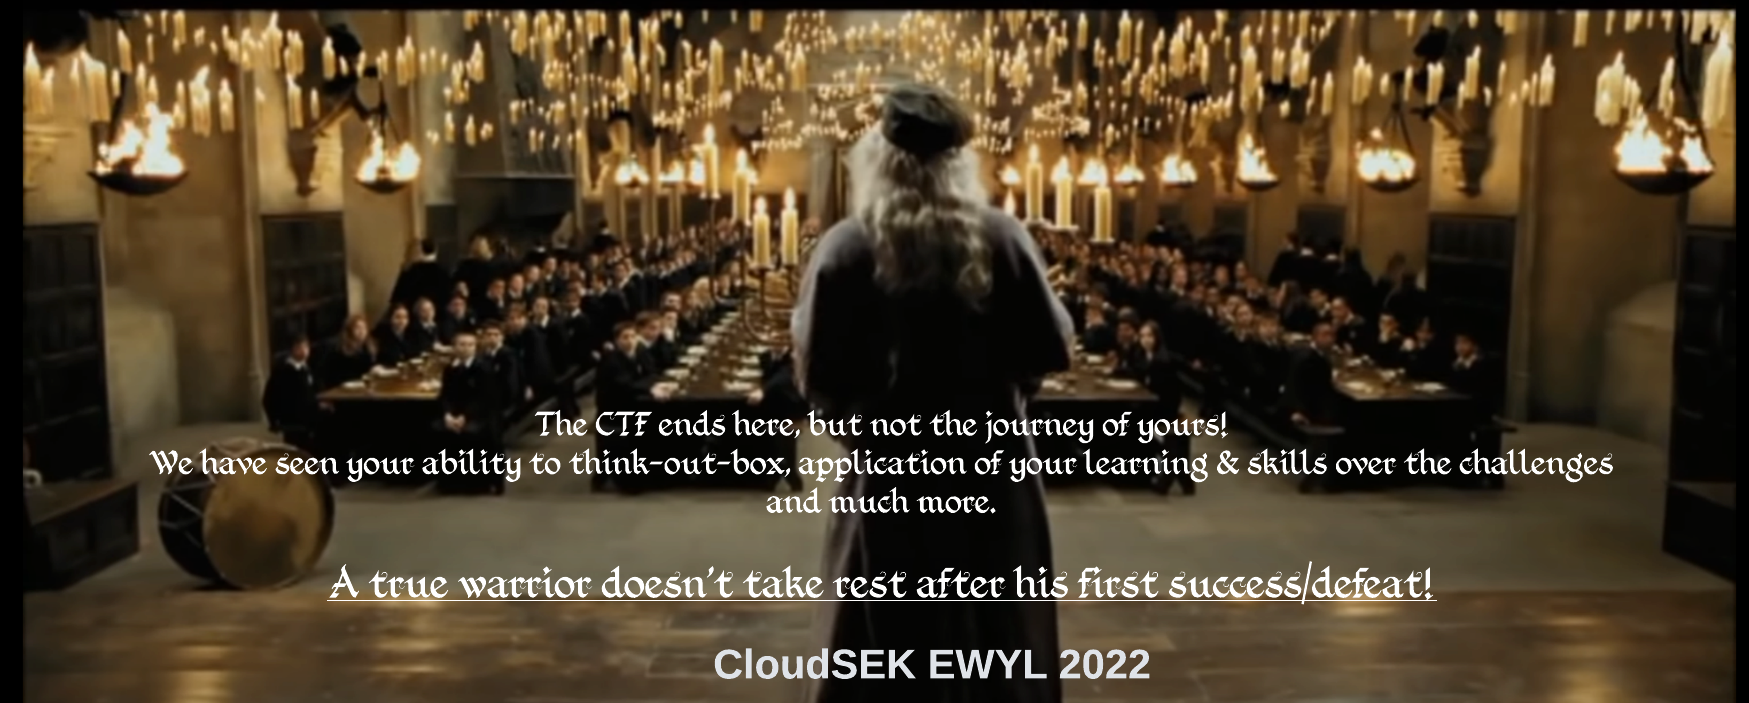 The CTF ends here, but not the journey of yours!
We have seen your ability to think-out-box, application of your learning & skills over the challenges
and much more.
A true warrior doesn't take rest after his first success/defeat!
CloudSEK EWYL 2022